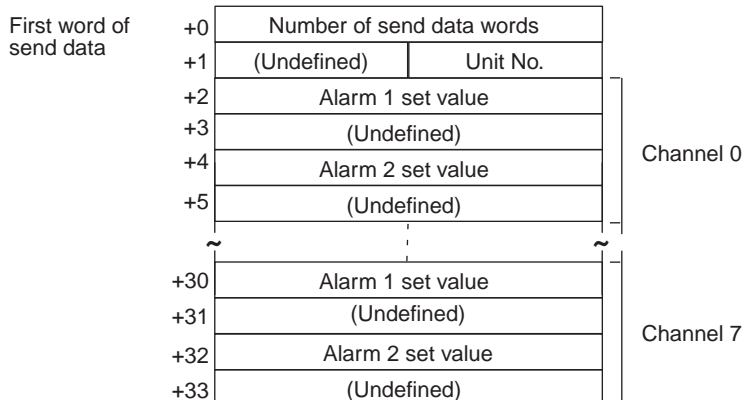 First word of
send data
+0 Number of send data words
+1 (Undefined) Unit No.
+2 Alarm 1 set value
+3 (Undefined)
+4 Alarm 2 set value
+5 (Undefined)
Channel 0
~ ~
+30 Alarm 1 set value
+31 (Undefined)
+32 Alarm 2 set value
+33 (Undefined)
Channel 7